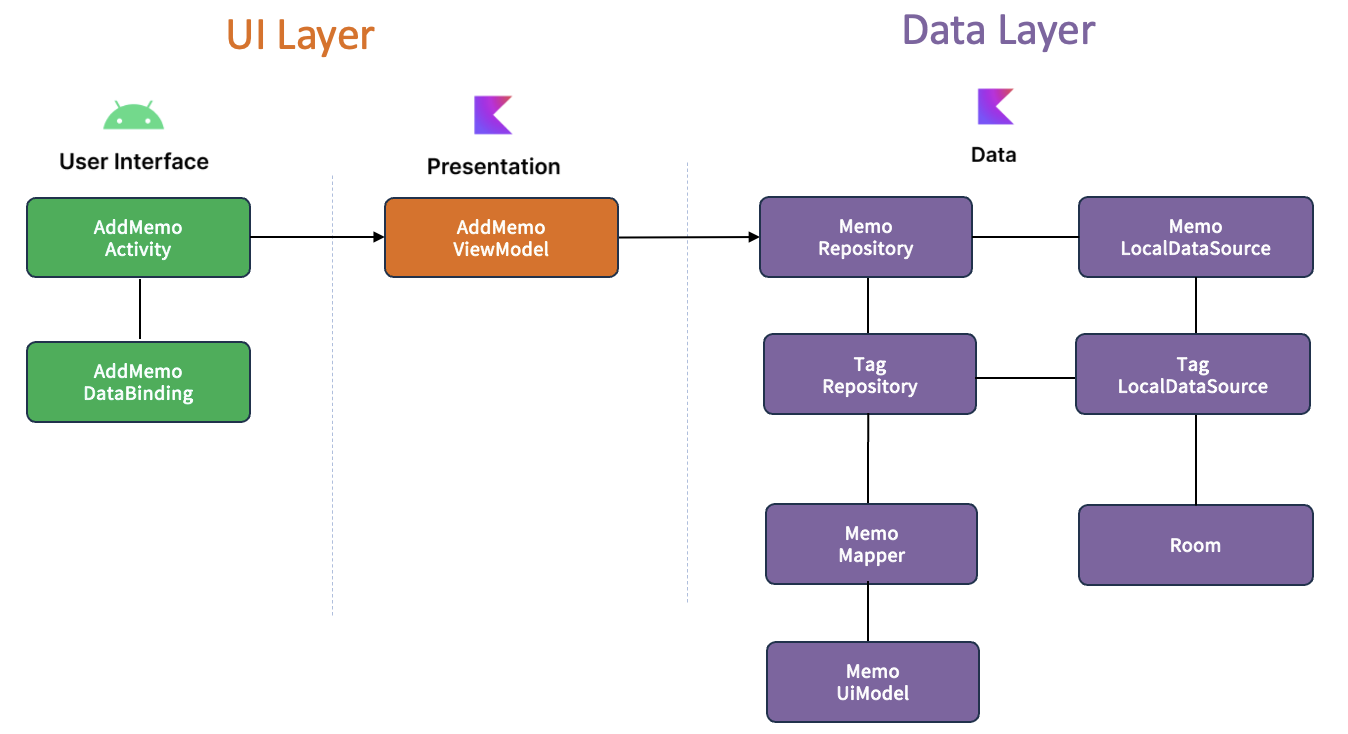 UI Layer
Data Layer
User Interface
Presentation
Data
AddMemo
Activity
AddMemo
ViewModel
Memo
Repository
Memo
LocalDataSource
AddMemo
DataBinding
Tag
Repository
Tag
LocalDataSource
Memo
Mapper
Room
Memo
UiModel